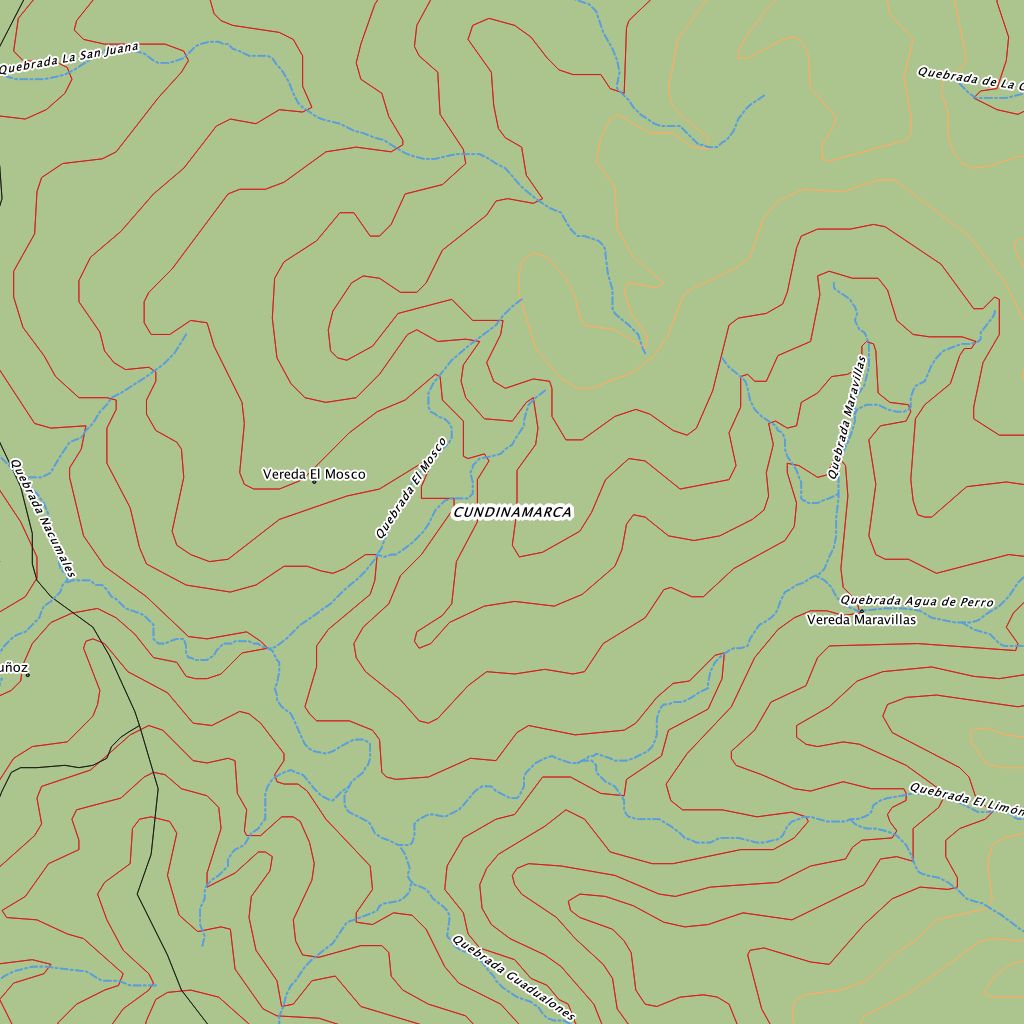 Quebrada La San Juana
Quebrada de La
Quebrada Maravillas
Quebrada El Mosco
Vereda El Mosco
Quebrada Nacumales
CUNDINAMARCA
Quebrada Agua de Perro
Vereda Maravillas
uñoz
Quebrada El Limón
Quebrada Guadualones